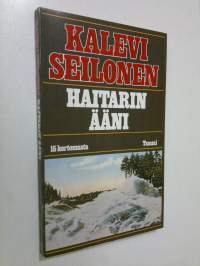 KALEVI
SEILONEN
HAITARIN
ÄÄNI
15 kertomusta Tammi